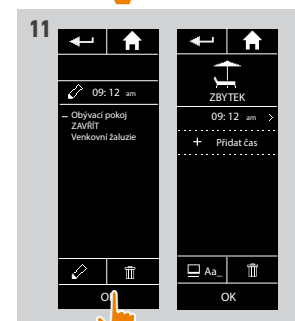 11
09:12 am
– Obývací pokoj
ZAVŘÍT
Venkovní žaluzie
OK
ZBYTEK
09:12 am >
+ Přidat čas
Aa_
OK